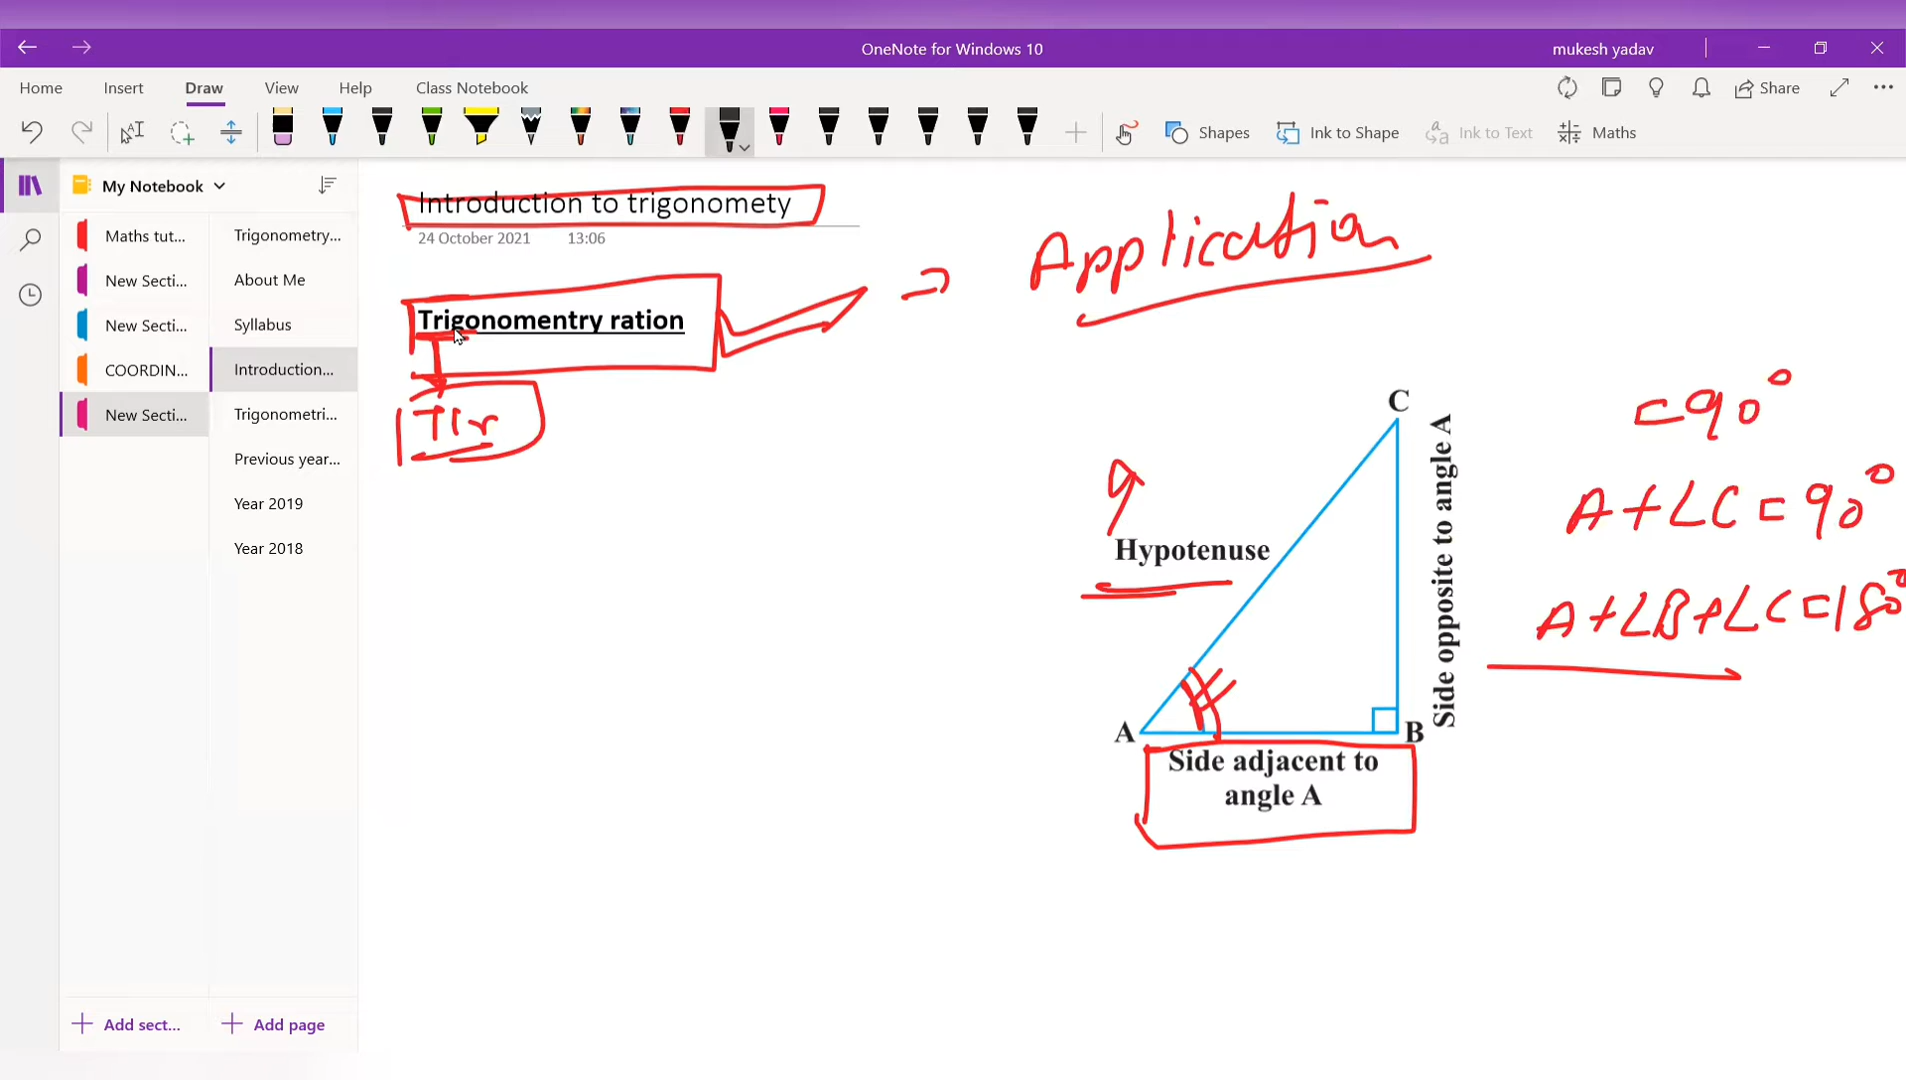 OneNote for Windows 10
mukesh yadav
Home
Insert
Draw
View
Help
Class Notebook
Share
Shapes
Ink to Shape
Ink to Text
Maths
My Notebook
Maths tut...
New Secti...
New Secti...
COORDIN...
New Secti...
Trigonometry...
About Me
Syllabus
Introduction...
Trigonometri...
Previous year...
Year 2019
Year 2018
Add sect...
Add page
Introduction to trigonomety
24 October 2021 13:06
Trigonomentry ration
Application
C
Hypotenuse
Side opposite to angle A
A
B
Side adjacent to
angle A
=90°
A+∠C=90°
A+∠B+∠C=180°